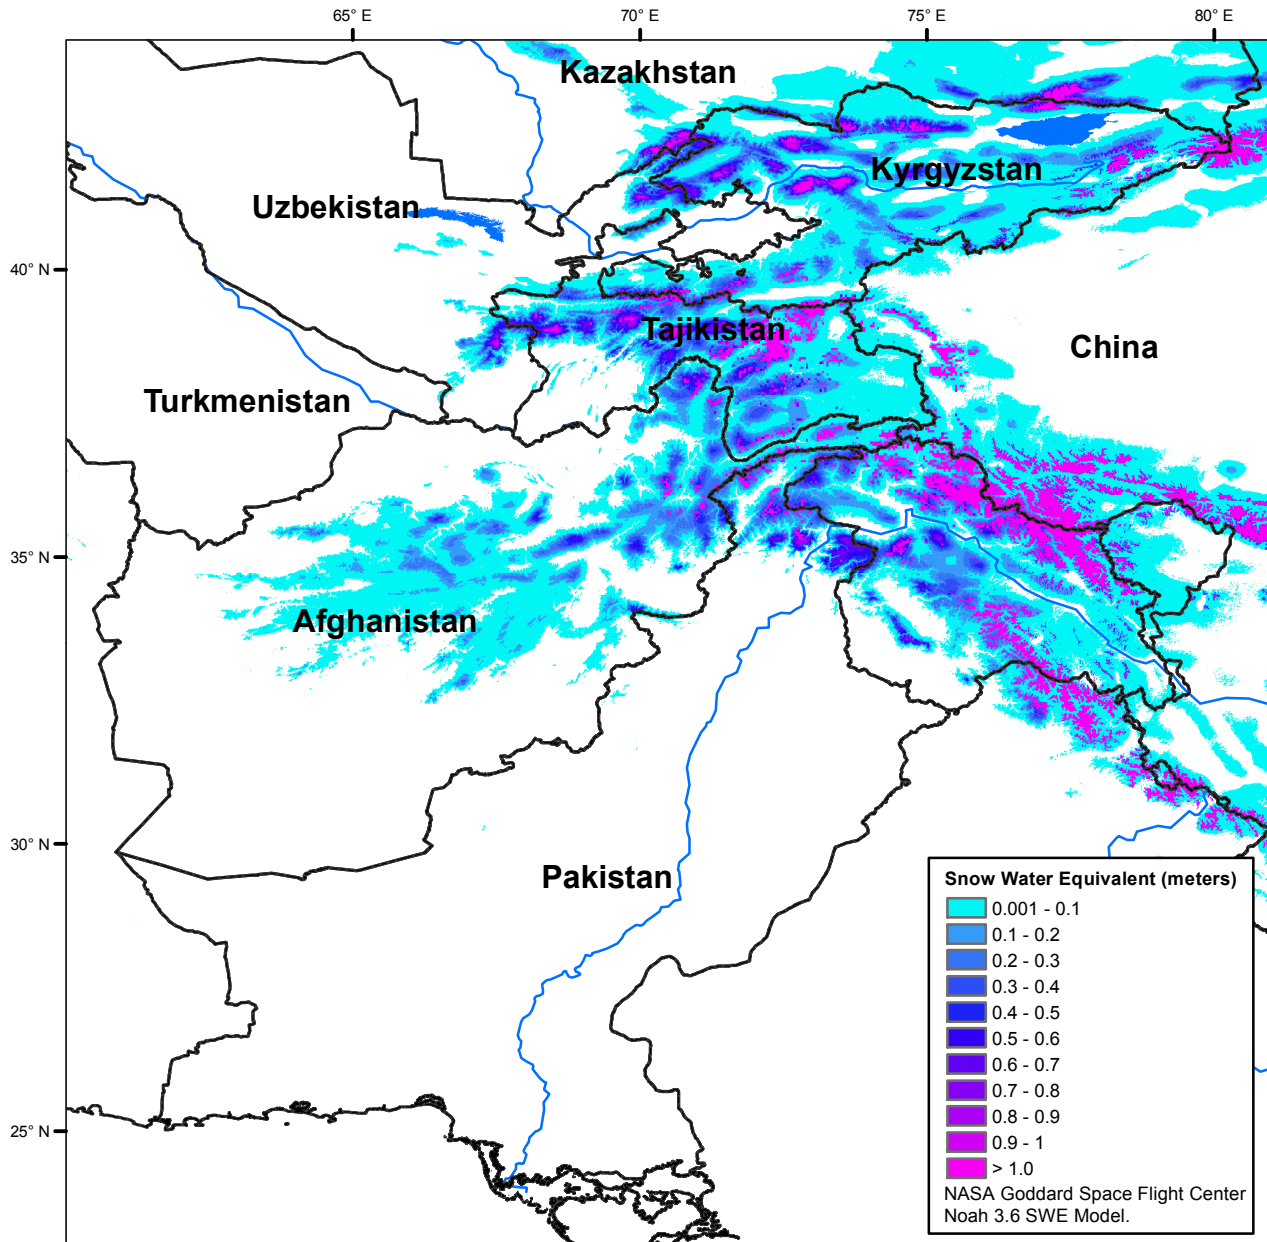 65° E
70° E
75° E
80° E
Kazakhstan
Kyrgyzstan
Uzbekistan
40° N
Tajikistan
China
Turkmenistan
35° N
Afghanistan
30° N
Pakistan
25° N
Snow Water Equivalent (meters)
0.001 - 0.1
0.1 - 0.2
0.2 - 0.3
0.3 - 0.4
0.4 - 0.5
0.5 - 0.6
0.6 - 0.7
0.7 - 0.8
0.8 - 0.9
0.9 - 1
> 1.0
NASA Goddard Space Flight Center
Noah 3.6 SWE Model.